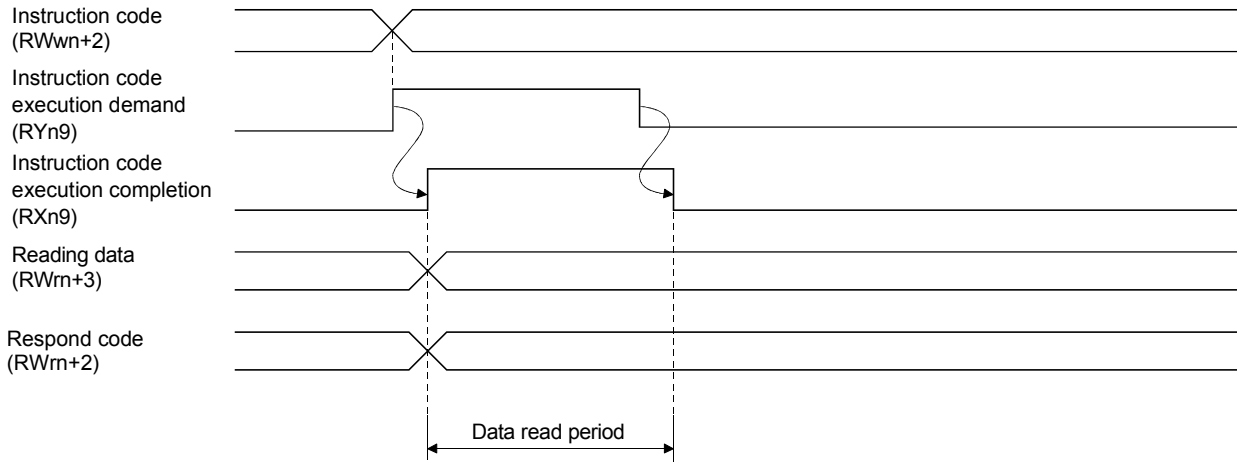 Instruction code
(RWwn+2)
Instruction code
execution demand
(RYn9)
Instruction code
execution completion
(RXn9)
Reading data
(RWrn+3)
Respond code
(RWrn+2)
Data read period